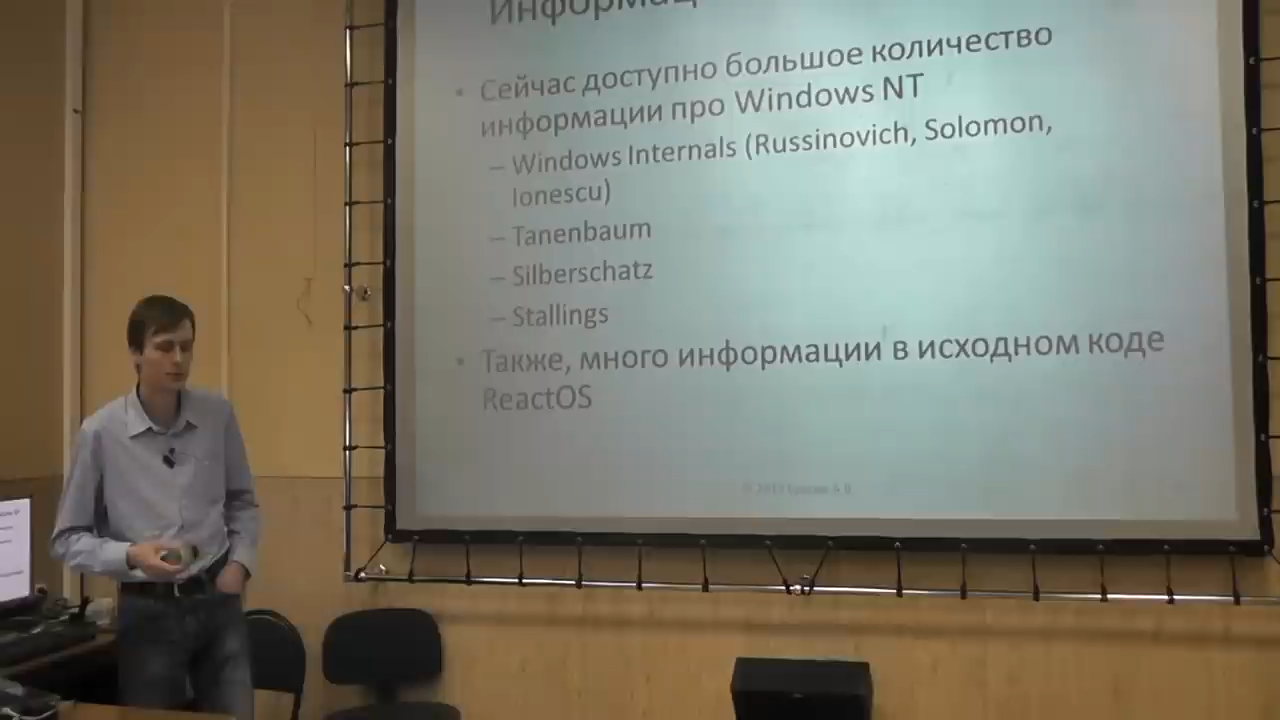 • Сейчас доступно большое количество
информации про Windows NT
– Windows Internals (Russinovich, Solomon,
Ionescu)
– Tanenbaum
– Silberschatz
– Stallings
• Также, много информации в исходном коде
ReactOS